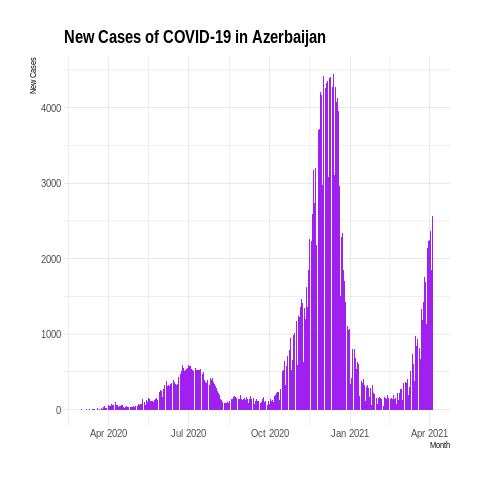 New Cases of COVID-19 in Azerbaijan
New Cases
4000
3000
2000
1000
0
Apr 2020 Jul 2020 Oct 2020 Jan 2021 Apr 2021
Month